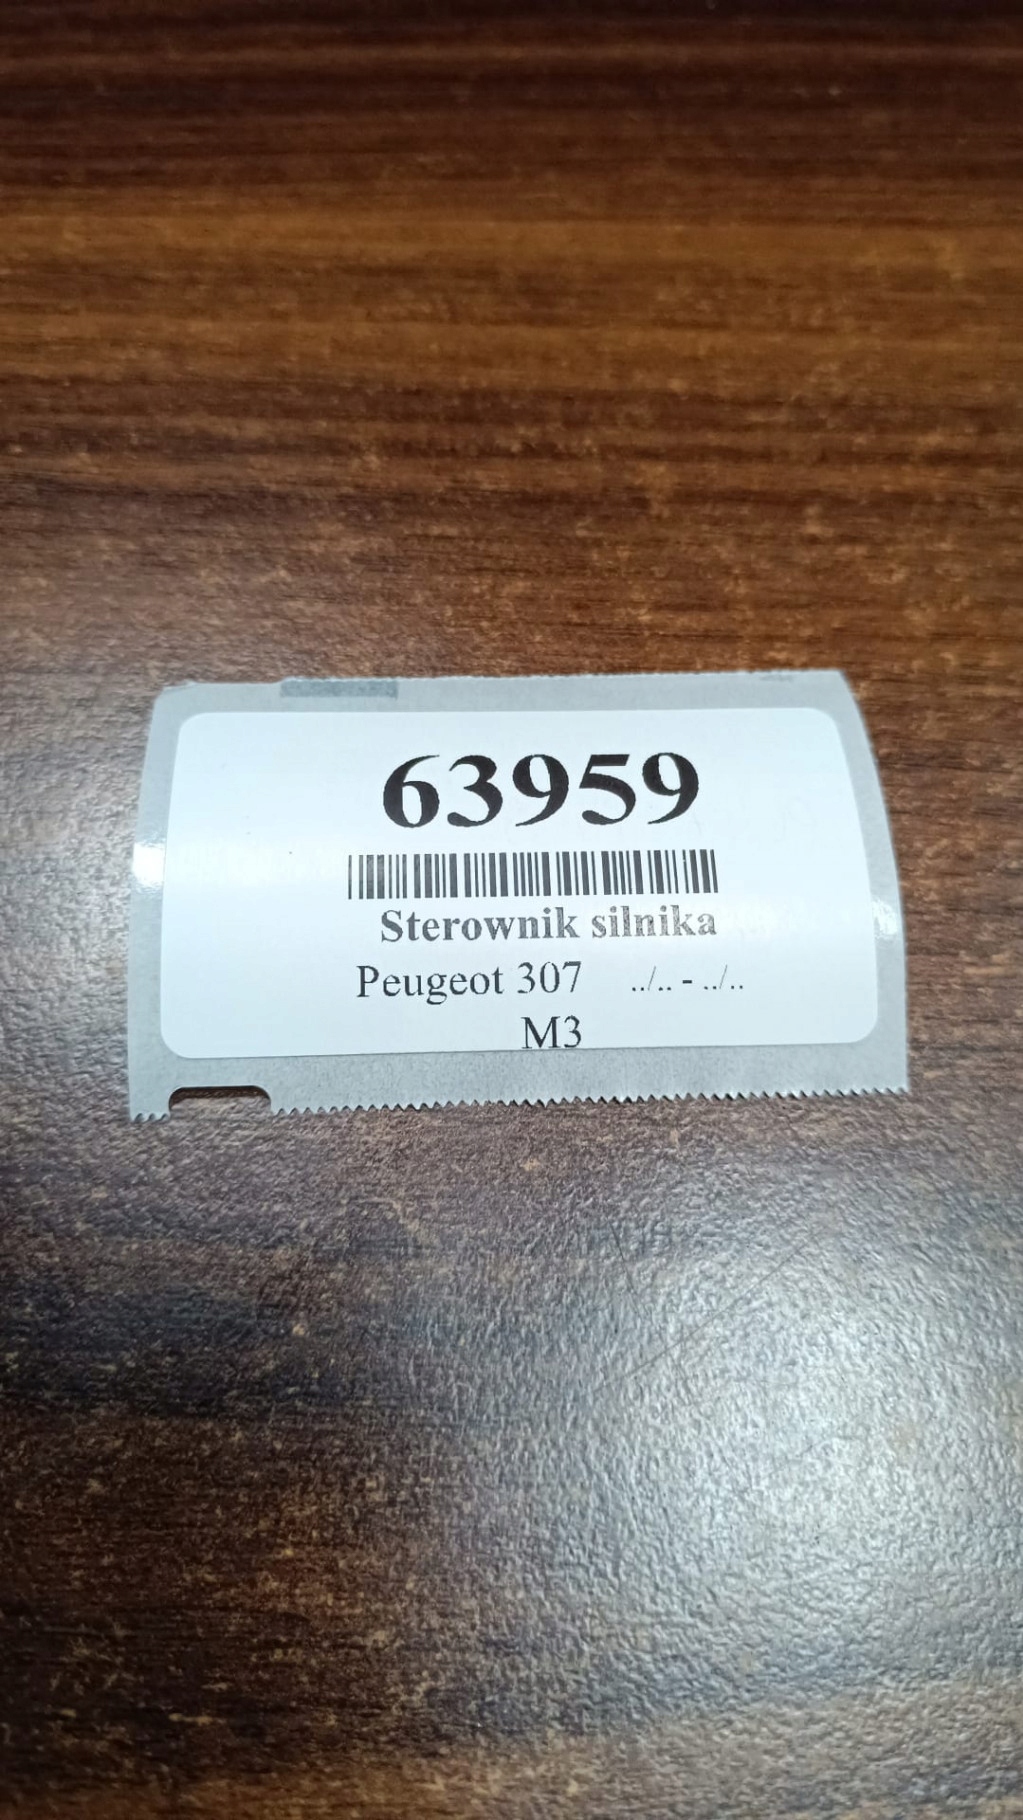 63959
Sterownik silnika
Peugeot 307 ../.. - ../..
M3